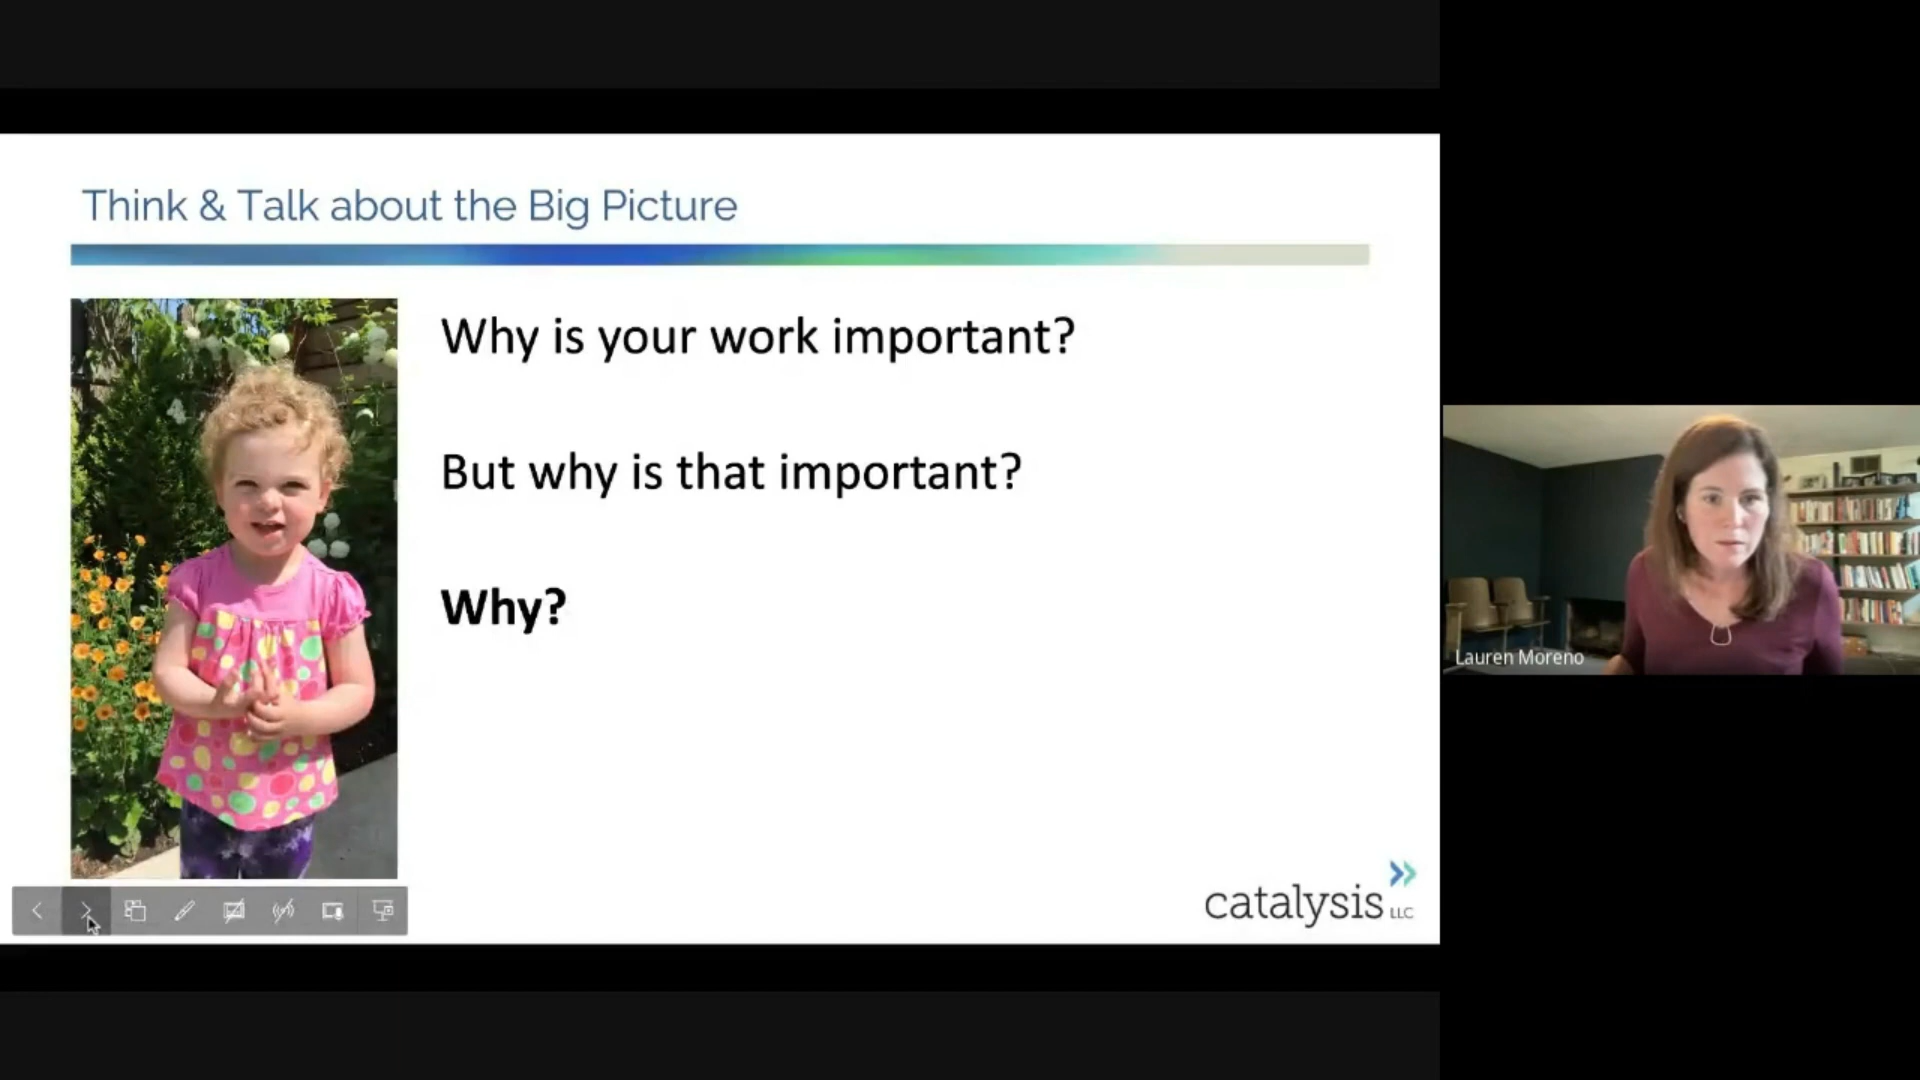 Think & Talk about the Big Picture
Why is your work important?
But why is that important?
Why?
Lauren Moreno
catalysis LLC